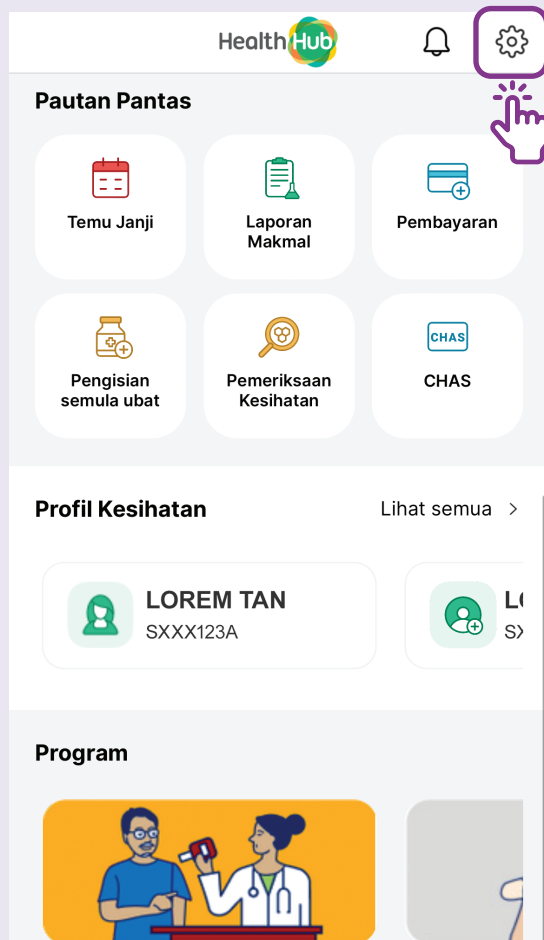 HealthHub
Pautan Pantas
Temu Janji
Laporan
Makmal
Pembayaran
CHAS
Pengisian
semula ubat
Pemeriksaan
Kesihatan
CHAS
Profil Kesihatan
Lihat semua
LOREM TAN
SXXX123A
Program